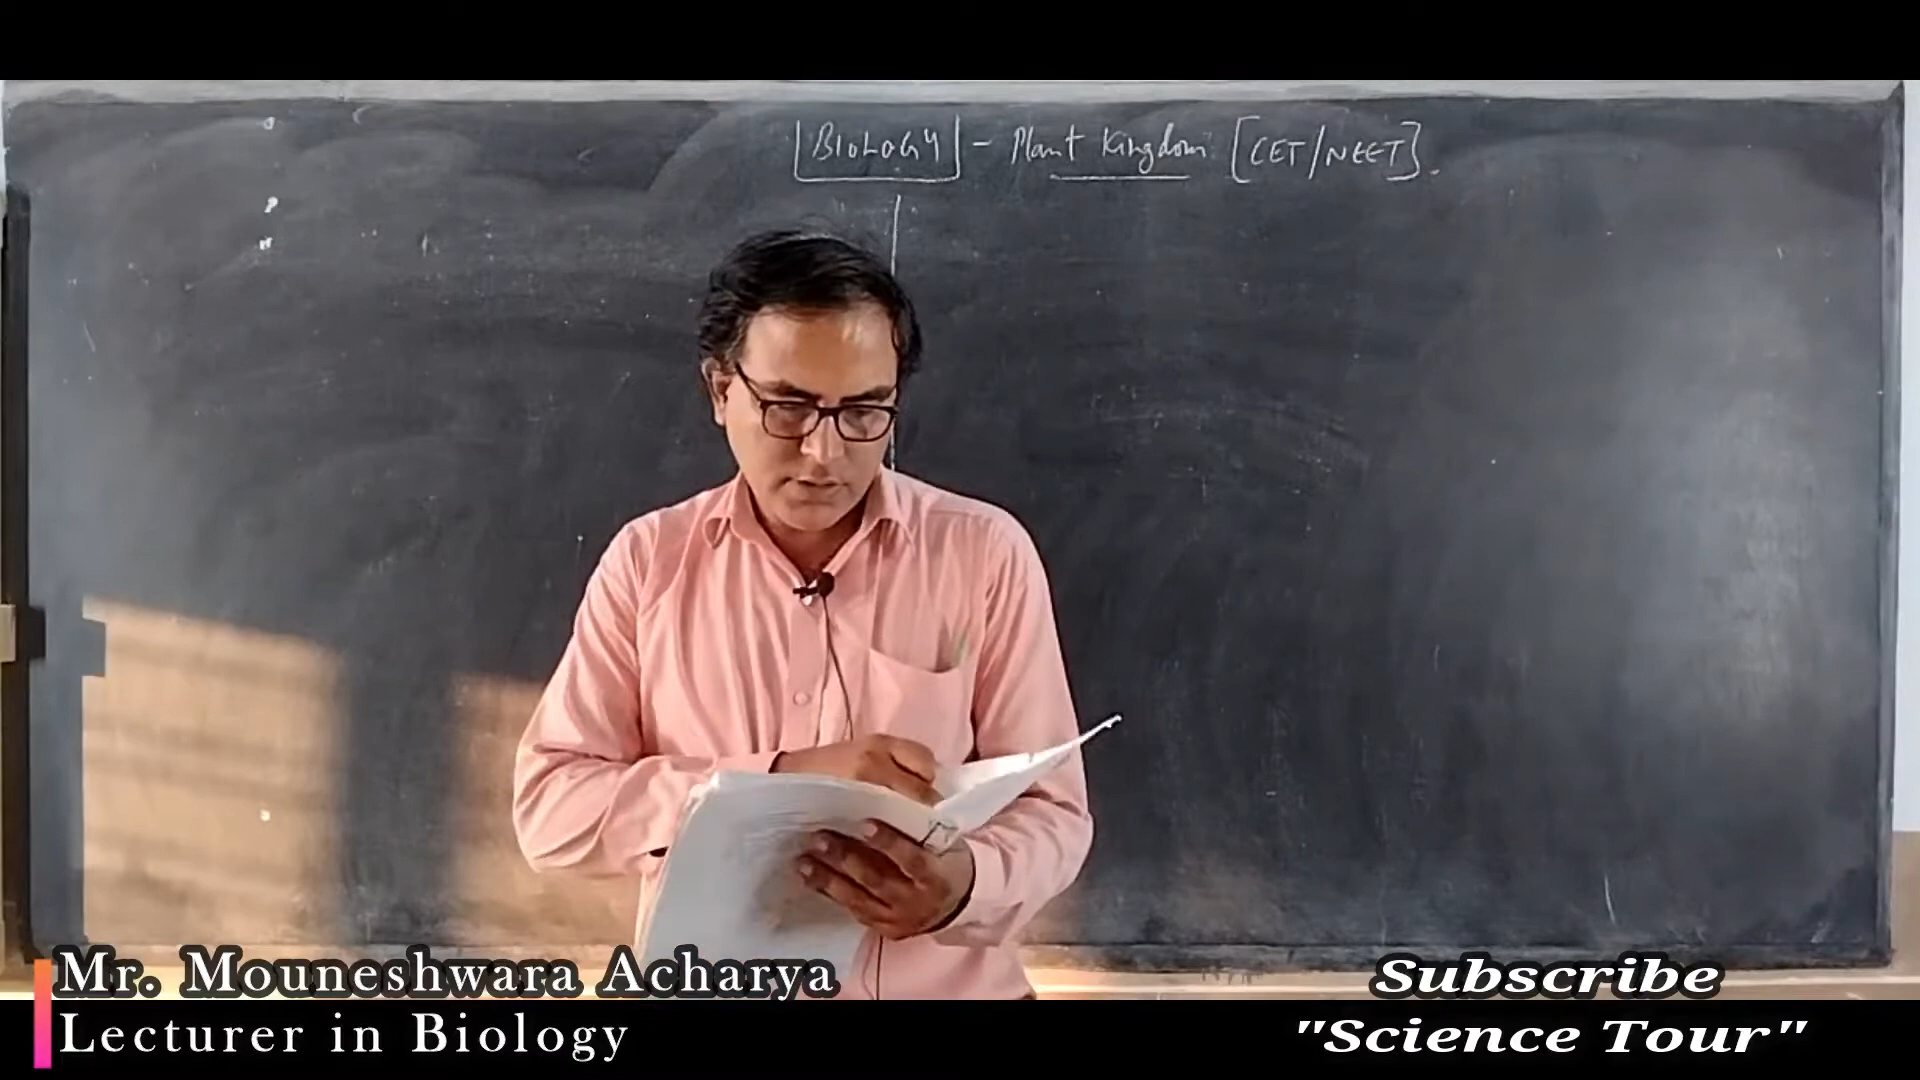 BIOLOGY - Plant Kingdom [CET/NEET].
Mr. Mouneshwara Acharya
Lecturer in Biology
Subscribe
"Science Tour"